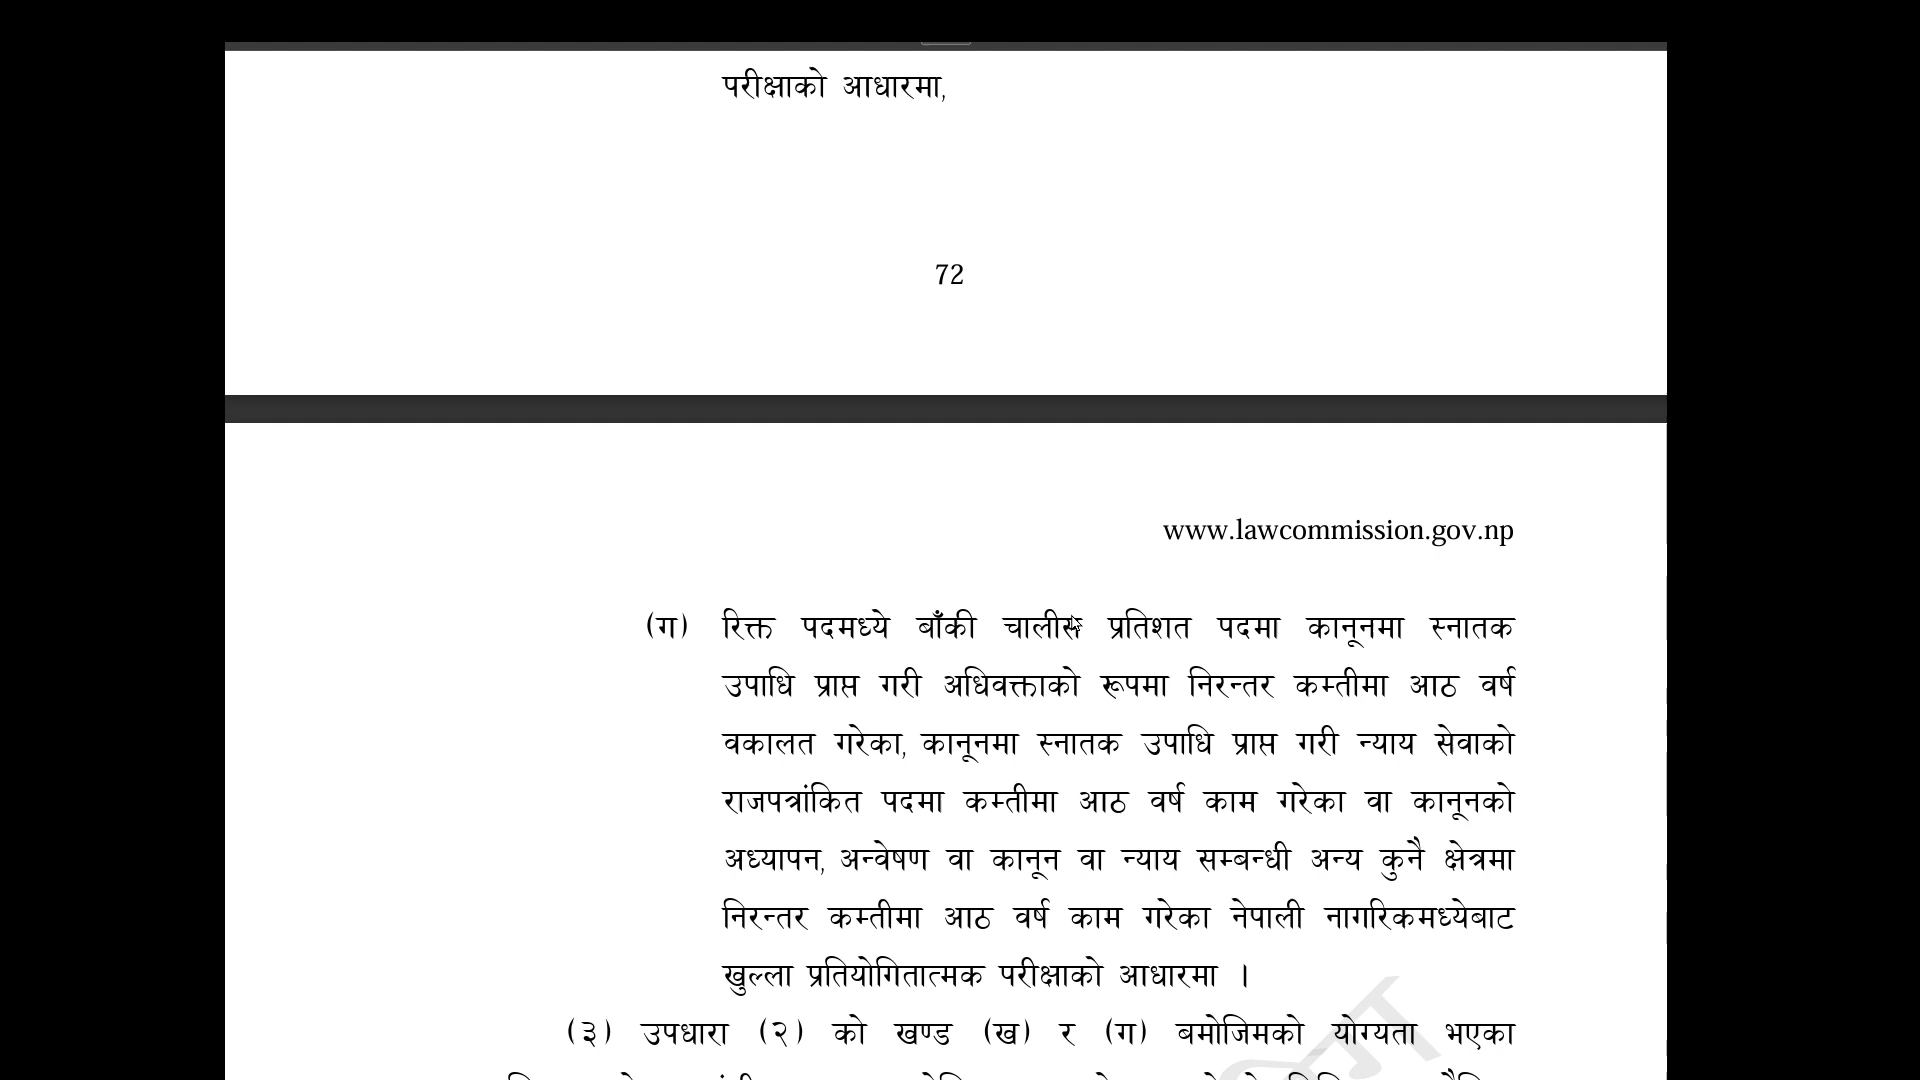 परीक्षाको आधारमा,
72
www.lawcommission.gov.np
(ग) रिक्त पदमध्ये बाँकी चालीस प्रतिशत पदमा कानूनमा स्नातक
उपाधि प्राप्त गरी अधिवक्ताको रूपमा निरन्तर कम्तीमा आठ वर्ष
वकालत गरेका, कानूनमा स्नातक उपाधि प्राप्त गरी न्याय सेवाको
राजपत्रांकित पदमा कम्तीमा आठ वर्ष काम गरेका वा कानूनको
अध्यापन, अन्वेषण वा कानून वा न्याय सम्बन्धी अन्य कुनै क्षेत्रमा
निरन्तर कम्तीमा आठ वर्ष काम गरेका नेपाली नागरिकमध्येबाट
खुल्ला प्रतियोगितात्मक परीक्षाको आधारमा ।
(३) उपधारा (२) को खण्ड (ख) र (ग) बमोजिमको योग्यता भएका